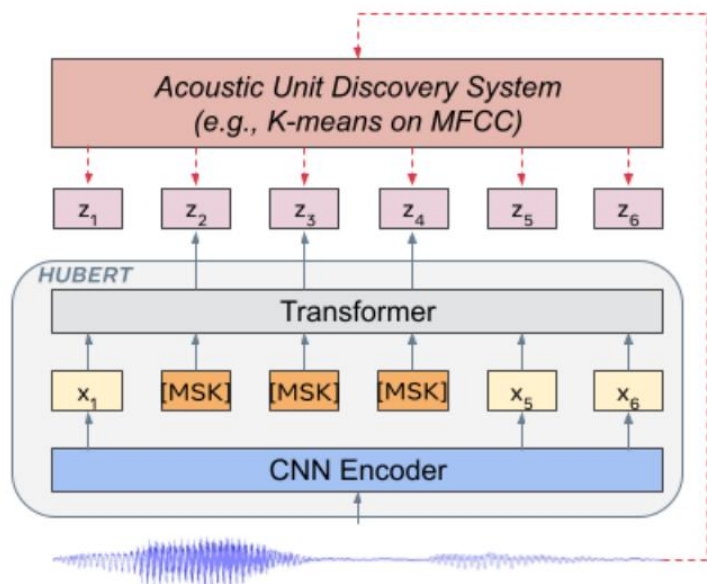 Acoustic Unit Discovery System
(e.g., K-means on MFCC)
z1 z2 z3 z4 z5 z6
HUBERT
Transformer
x1 [MSK] [MSK] [MSK] x5 x6
CNN Encoder